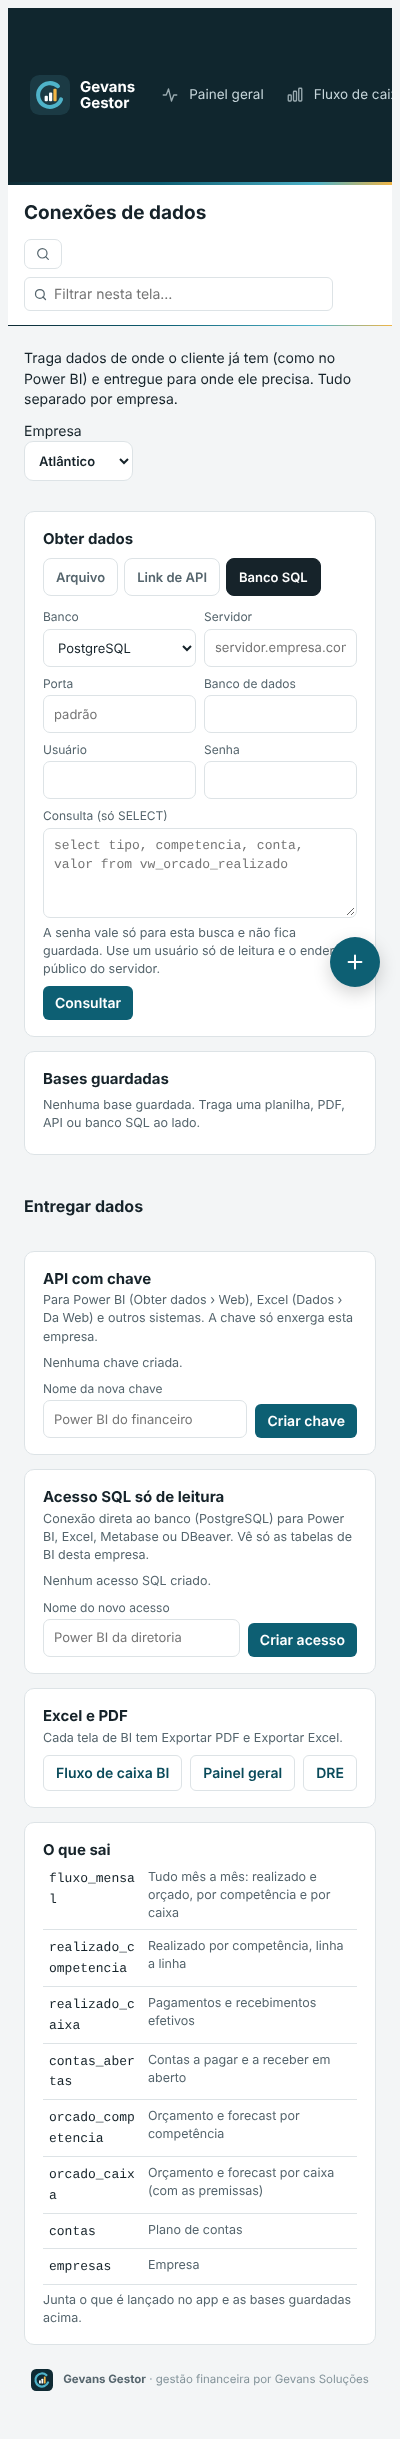 Gevans
Gestor
Painel geral
Fluxo de
Conexões de dados
Filtrar nesta tela...
Traga dados de onde o cliente já tem (como no
Power BI) e entregue para onde ele precisa. Tudo
separado por empresa.
Empresa
Atlântico
Obter dados
Arquivo
Link de API
Banco SQL
Banco
Servidor
PostgreSQL
servidor.empresa.cor
Porta
Banco de dados
padrão
Usuário
Senha
Consulta (só SELECT)
select tipo, competencia, conta,
valor from vw_orcado_realizado
A senha vale só para esta busca e não fica
guardada. Use um usuário só de leitura e o
público do servidor.
Consultar
Bases guardadas
Nenhuma base guardada. Traga uma planilha, PDF,
API ou banco SQL ao lado.
Entregar dados
API com chave
Para Power BI (Obter dados › Web), Excel (Dados ›
Da Web) e outros sistemas. A chave só enxerga esta
empresa.
Nenhuma chave criada.
Nome da nova chave
Power BI do financeiro
Criar chave
Acesso SQL só de leitura
Conexão direta ao banco (PostgreSQL) para Power
BI, Excel, Metabase ou DBeaver. Vê só as tabelas de
BI desta empresa.
Nenhum acesso SQL criado.
Nome do novo acesso
Power BI da diretoria
Criar acesso
Excel e PDF
Cada tela de BI tem Exportar PDF e Exportar Excel.
Fluxo de caixa BI
Painel geral
DRE
O que sai
fluxo_mensa
l
Tudo mês a mês: realizado e
orçado, por competência e por
caixa
realizado_c
ompetencia
Realizado por competência, linha
a linha
realizado_c
aixa
Pagamentos e recebimentos
efetivos
contas_aber
tas
Contas a pagar e a receber em
aberto
orcado_comp
etencia
Orçamento e forecast por
competência
orcado_caix
a
Orçamento e forecast por caixa
(com as premissas)
contas
Plano de contas
empresas
Empresa
Junta o que é lançado no app e as bases guardadas
acima.
Gevans Gestor · gestão financeira por Gevans Soluções